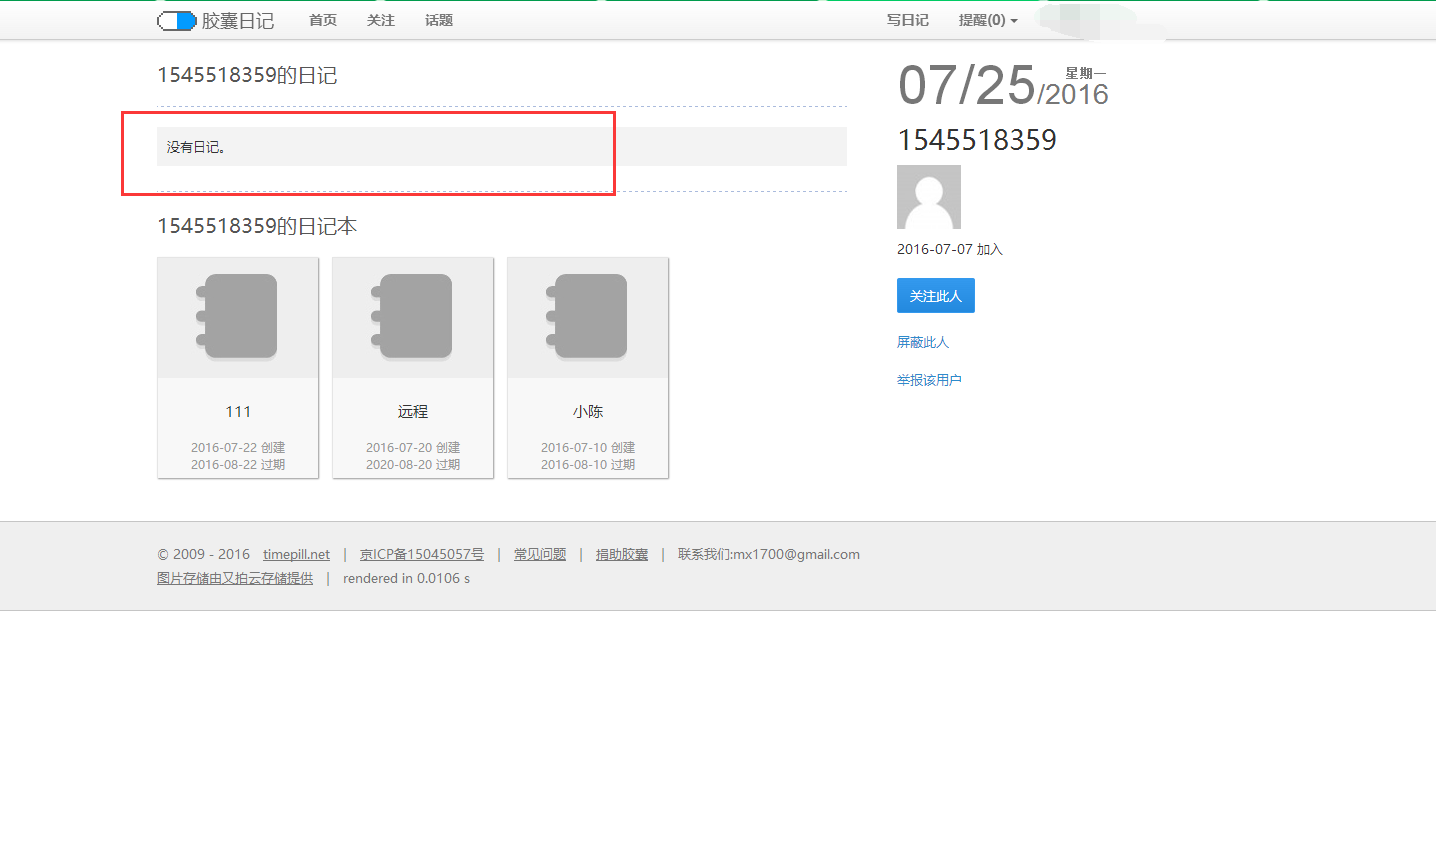 胶囊日记 首页 关注 话题 写日记 提醒(0)
1545518359的日记
没有日记。
1545518359的日记本
111
2016-07-22 创建
2016-08-22 过期
远程
2016-07-20 创建
2020-08-20 过期
小陈
2016-07-10 创建
2016-08-10 过期
星期一
07/25/2016
1545518359
2016-07-07 加入
关注此人
屏蔽此人
举报该用户
© 2009 - 2016 timepill.net | 京ICP备15045057号 | 常见问题 | 捐助胶囊 | 联系我们:mx1700@gmail.com
图片存储由又拍云存储提供 | rendered in 0.0106 s